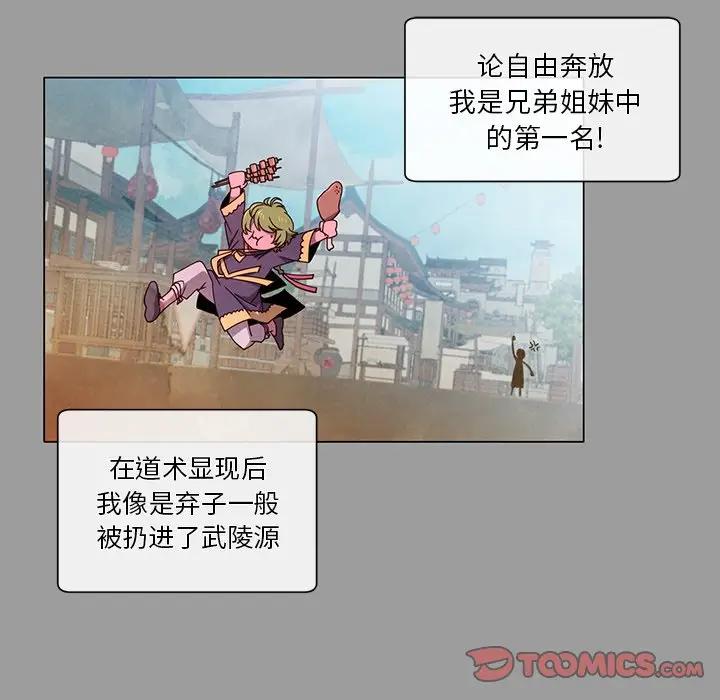 论自由奔放
我是兄弟姐妹中
的第一名!
在道术显现后
我像是弃子一般
被扔进了武陵源
TOOMICS.COM